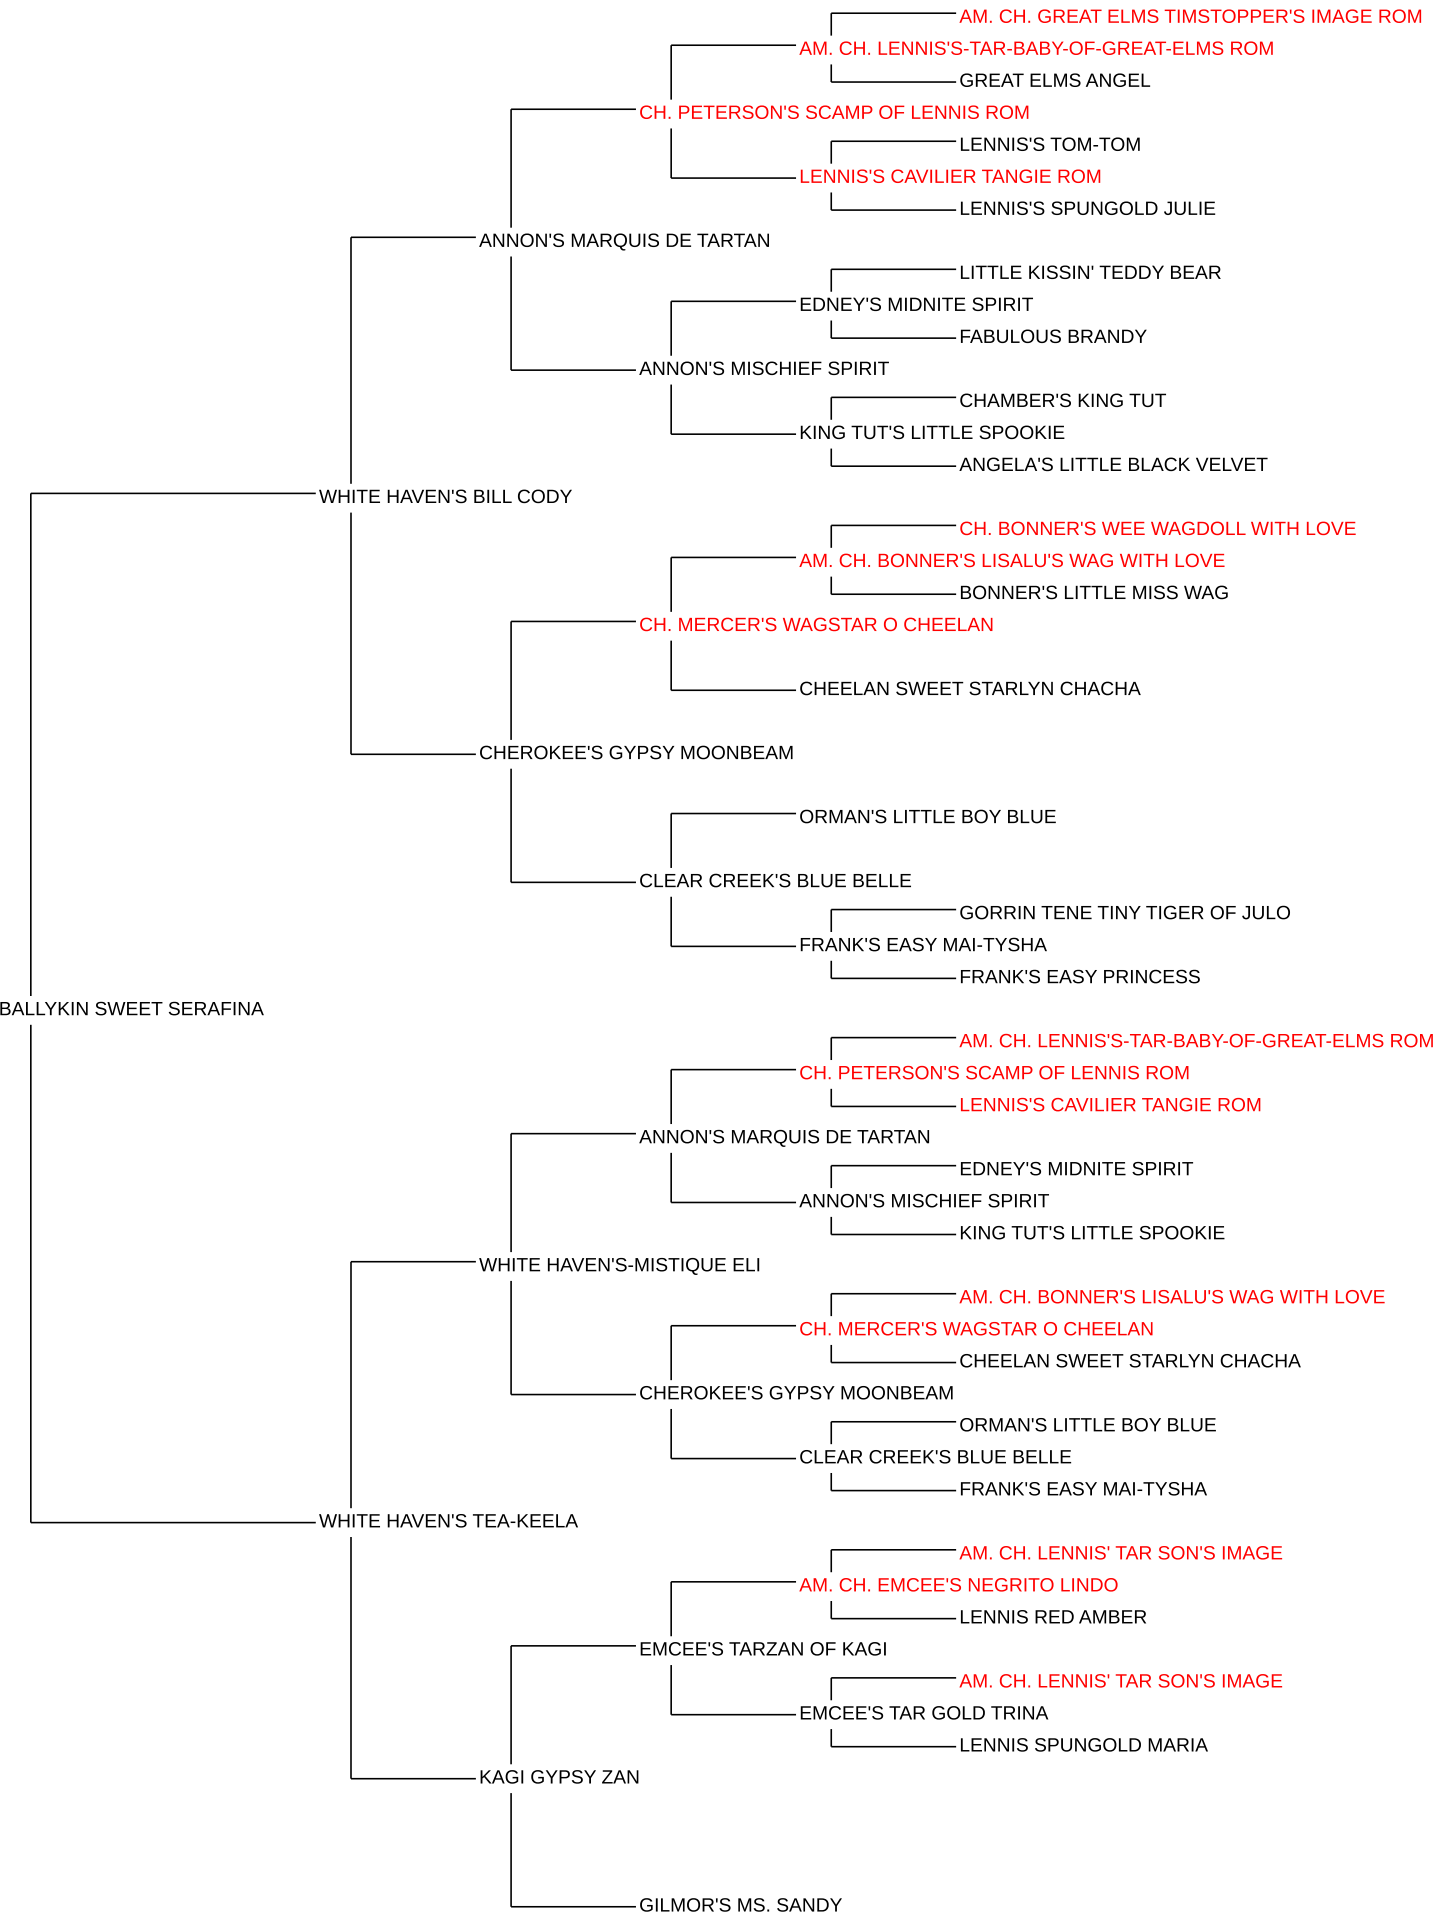 AM. CH. GREAT ELMS TIMSTOPPER'S IMAGE ROM
AM. CH. LENNIS'S-TAR-BABY-OF-GREAT-ELMS ROM
GREAT ELMS ANGEL
CH. PETERSON'S SCAMP OF LENNIS ROM
LENNIS'S TOM-TOM
LENNIS'S CAVILIER TANGIE ROM
LENNIS'S SPUNGOLD JULIE
ANNON'S MARQUIS DE TARTAN
LITTLE KISSIN' TEDDY BEAR
EDNEY'S MIDNITE SPIRIT
FABULOUS BRANDY
ANNON'S MISCHIEF SPIRIT
CHAMBER'S KING TUT
KING TUT'S LITTLE SPOOKIE
ANGELA'S LITTLE BLACK VELVET
WHITE HAVEN'S BILL CODY
CH. BONNER'S WEE WAGDOLL WITH LOVE
AM. CH. BONNER'S LISALU'S WAG WITH LOVE
BONNER'S LITTLE MISS WAG
CH. MERCER'S WAGSTAR O CHEELAN
CHEELAN SWEET STARLYN CHACHA
CHEROKEE'S GYPSY MOONBEAM
ORMAN'S LITTLE BOY BLUE
CLEAR CREEK'S BLUE BELLE
GORRIN TENE TINY TIGER OF JULO
FRANK'S EASY MAI-TYSHA
FRANK'S EASY PRINCESS
BALLYKIN SWEET SERAFINA
AM. CH. LENNIS'S-TAR-BABY-OF-GREAT-ELMS ROM
CH. PETERSON'S SCAMP OF LENNIS ROM
LENNIS'S CAVILIER TANGIE ROM
ANNON'S MARQUIS DE TARTAN
EDNEY'S MIDNITE SPIRIT
ANNON'S MISCHIEF SPIRIT
KING TUT'S LITTLE SPOOKIE
WHITE HAVEN'S-MISTIQUE ELI
AM. CH. BONNER'S LISALU'S WAG WITH LOVE
CH. MERCER'S WAGSTAR O CHEELAN
CHEELAN SWEET STARLYN CHACHA
CHEROKEE'S GYPSY MOONBEAM
ORMAN'S LITTLE BOY BLUE
CLEAR CREEK'S BLUE BELLE
FRANK'S EASY MAI-TYSHA
WHITE HAVEN'S TEA-KEELA
AM. CH. LENNIS' TAR SON'S IMAGE
AM. CH. EMCEE'S NEGRITO LINDO
LENNIS RED AMBER
EMCEE'S TARZAN OF KAGI
AM. CH. LENNIS' TAR SON'S IMAGE
EMCEE'S TAR GOLD TRINA
LENNIS SPUNGOLD MARIA
KAGI GYPSY ZAN
GILMOR'S MS. SANDY